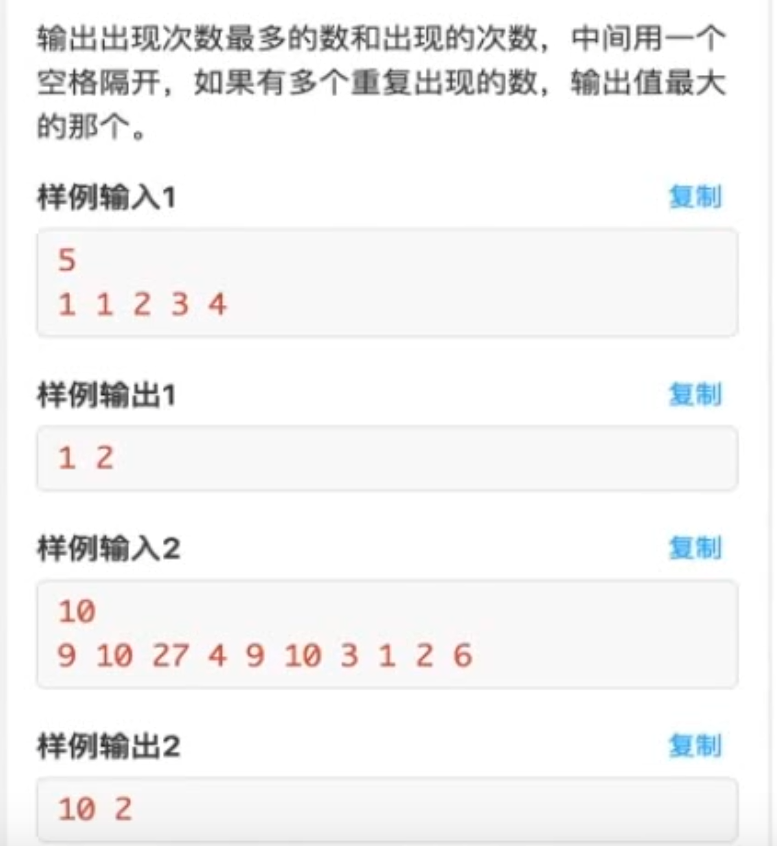 输出出现次数最多的数和出现的次数，中间用一个
空格隔开，如果有多个重复出现的数，输出值最大
的那个。
样例输入1 复制
5
1 1 2 3 4
样例输出1 复制
1 2
样例输入2 复制
10
9 10 27 4 9 10 3 1 2 6
样例输出2 复制
10 2